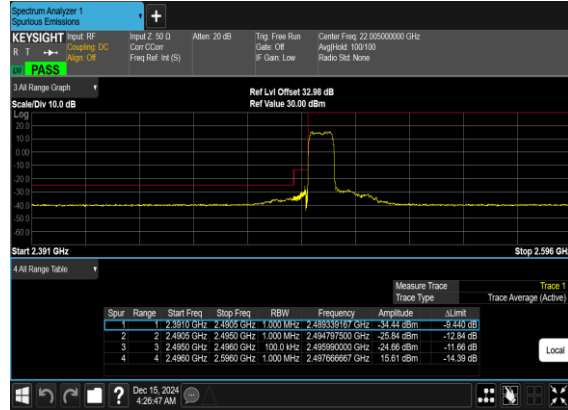 Spectrum Analyzer 1
Spurious Emissions
KEYSIGHT Input: RF Input Z: 50 Ω Atten: 20 dB Trig: Free Run Center Freq: 22.005000000 GHz
R T Coupling: DC Corr CCorr Gate: Off Avg|Hold: 100/100
Align: Off Freq Ref: Int (S) IF Gain: Low Radio Std: None
PASS
3 All Range Graph
Ref Lvl Offset 32.98 dB
Scale/Div 10.0 dB Ref Value 30.00 dBm
Log
20.0
10.0
0.00
-10.0
-20.0
-30.0
-40.0
-50.0
-60.0
Start 2.391 GHz Stop 2.596 GHz
4 All Range Table
Measure Trace Trace 1
Trace Type Trace Average (Active)
Spur Range Start Freq Stop Freq RBW Frequency Amplitude ΔLimit
1 1 2.3910 GHz 2.4905 GHz 1.000 MHz 2.489339167 GHz -34.44 dBm -9.440 dB
2 2 2.4905 GHz 2.4950 GHz 1.000 MHz 2.494797500 GHz -25.84 dBm -12.84 dB
3 3 2.4950 GHz 2.4960 GHz 100.0 kHz 2.495990000 GHz -24.66 dBm -11.66 dB
4 4 2.4960 GHz 2.5960 GHz 1.000 MHz 2.497666667 GHz 15.61 dBm -14.39 dB
Local
Dec 15, 2024
4:26:47 AM